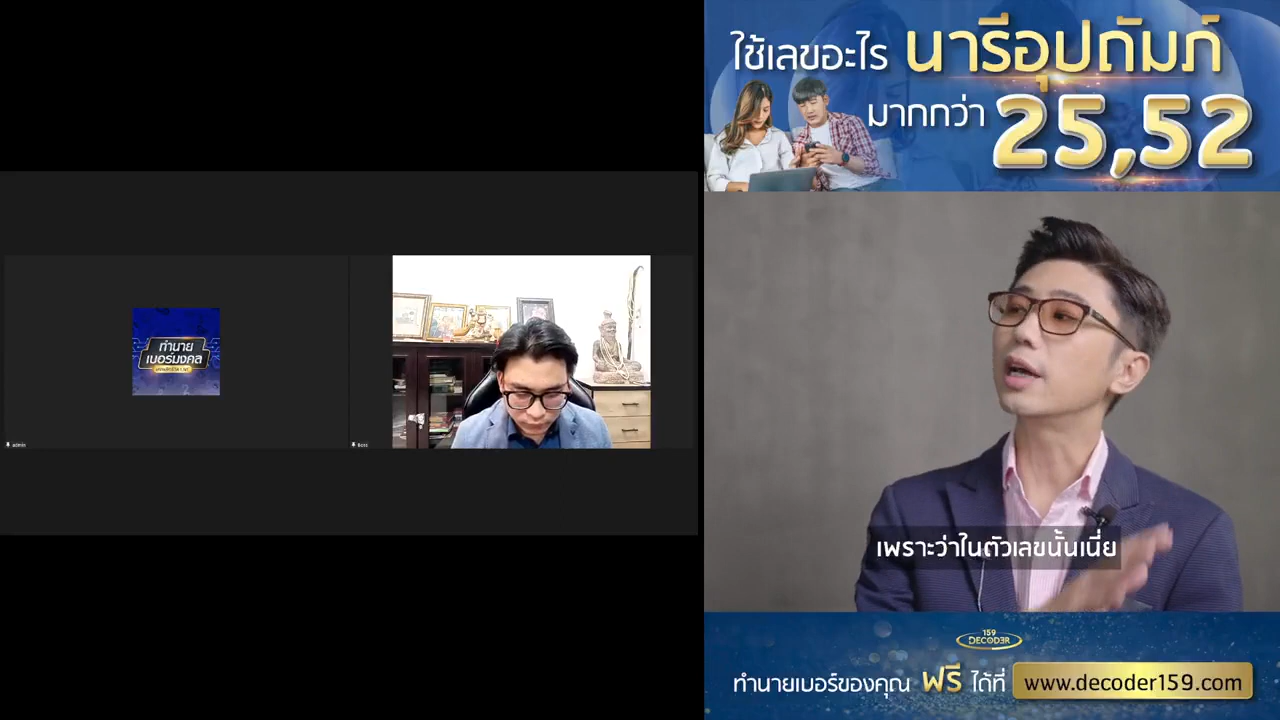 ทำนาย
เบอร์มงคล
admin
Boss
ใช้เลขอะไร นารีอุปถัมภ์
มากกว่า 25,52
เพราะว่าในตัวเลขนั้นเนี่ย
159
DECODER
ทำนายเบอร์ของคุณ ฟรี ได้ที่ www.decoder159.com